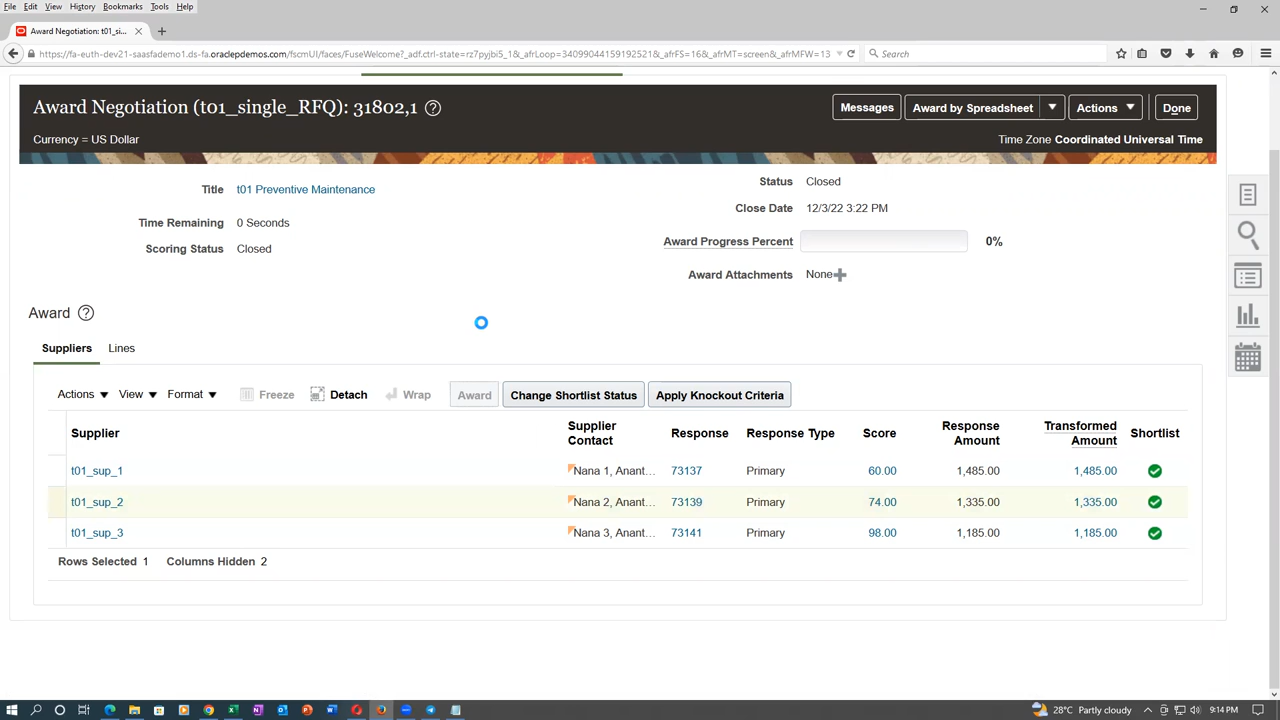 File Edit View History Bookmarks Tools Help
Award Negotiation: t01_si...
https://fa-euth-dev21-saasfademo1.ds-fa.oraclepdemos.com/fscmUI/faces/FuseWelcome?_adf.ctrl-state=rz7pyjbi5_1&_afrLoop=34099044159192521&_afrFS=16&_afrMT=screen&_afrMFW=13
Search
Award Negotiation (t01_single_RFQ): 31802,1
Messages
Award by Spreadsheet
Actions
Done
Currency = US Dollar
Time Zone Coordinated Universal Time
Title t01 Preventive Maintenance
Status Closed
Time Remaining 0 Seconds
Close Date 12/3/22 3:22 PM
Scoring Status Closed
Award Progress Percent 0%
Award Attachments None
Award
Suppliers Lines
Actions View Format Freeze Detach Wrap Award Change Shortlist Status Apply Knockout Criteria
Supplier Supplier Contact Response Response Type Score Response Amount Transformed Amount Shortlist
t01_sup_1 Nana 1, Anant... 73137 Primary 60.00 1,485.00 1,485.00
t01_sup_2 Nana 2, Anant... 73139 Primary 74.00 1,335.00 1,335.00
t01_sup_3 Nana 3, Anant... 73141 Primary 98.00 1,185.00 1,185.00
Rows Selected 1 Columns Hidden 2
28°C Partly cloudy
9:14 PM